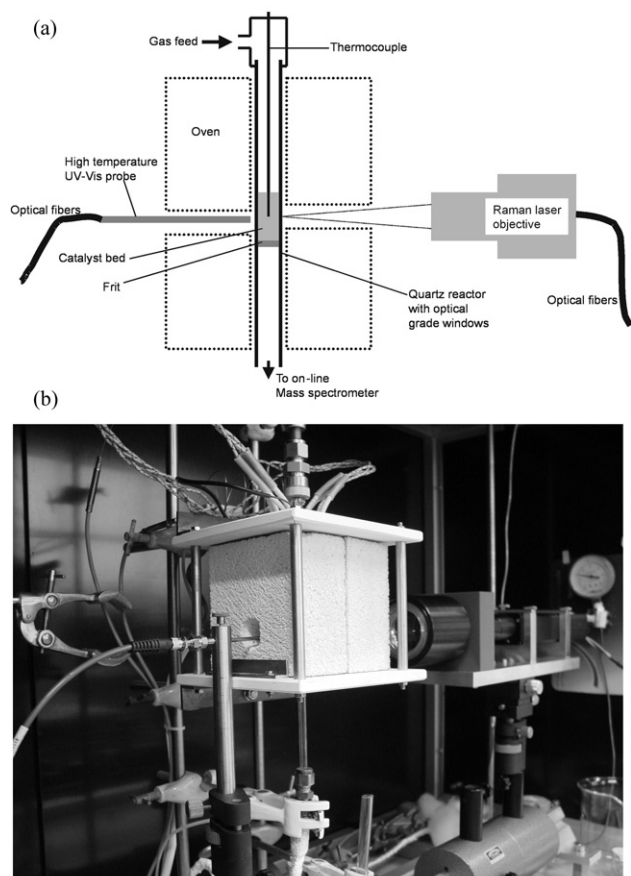 (a)
Gas feed
Thermocouple
Oven
High temperature
UV-Vis probe
Optical fibers
Raman laser
objective
Catalyst bed
Frit
Quartz reactor
with optical
grade windows
Optical fibers
To on-line
Mass spectrometer
(b)